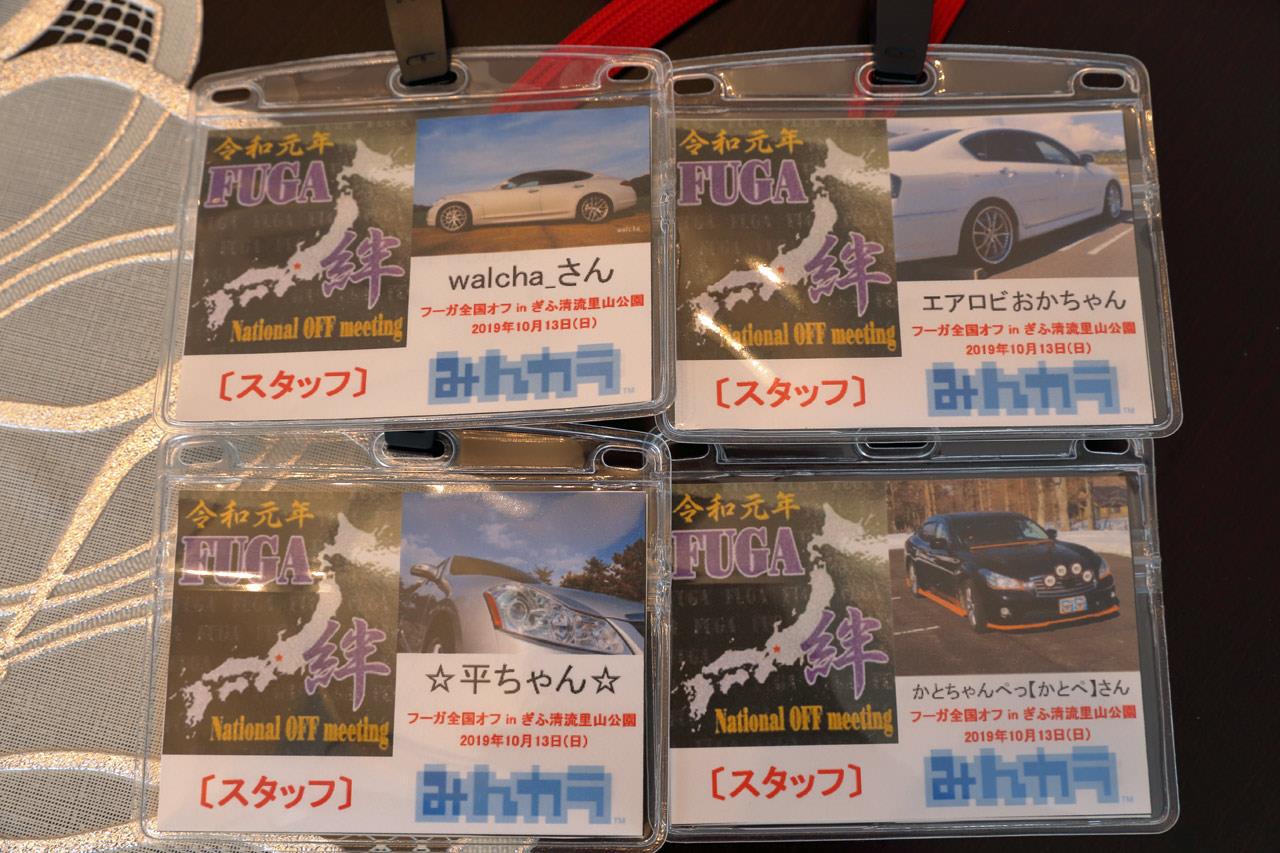 令和元年
FUGA
絆
National OFF meeting
walcha_
walcha_さん
フーガ全国オフ in ぎふ清流里山公園
2019年10月13日(日)
〔スタッフ〕
みんカラ™
令和元年
FUGA
絆
National OFF meeting
エアロビおかちゃん
フーガ全国オフ in ぎふ清流里山公園
2019年10月13日(日)
〔スタッフ〕
みんカラ™
令和元年
FUGA
絆
National OFF meeting
☆平ちゃん☆
フーガ全国オフ in ぎふ清流里山公園
2019年10月13日(日)
〔スタッフ〕
みんカラ™
令和元年
FUGA
絆
National OFF meeting
かとちゃんぺっ【かとぺ】さん
フーガ全国オフ in ぎふ清流里山公園
2019年10月13日(日)
〔スタッフ〕
みんカラ™